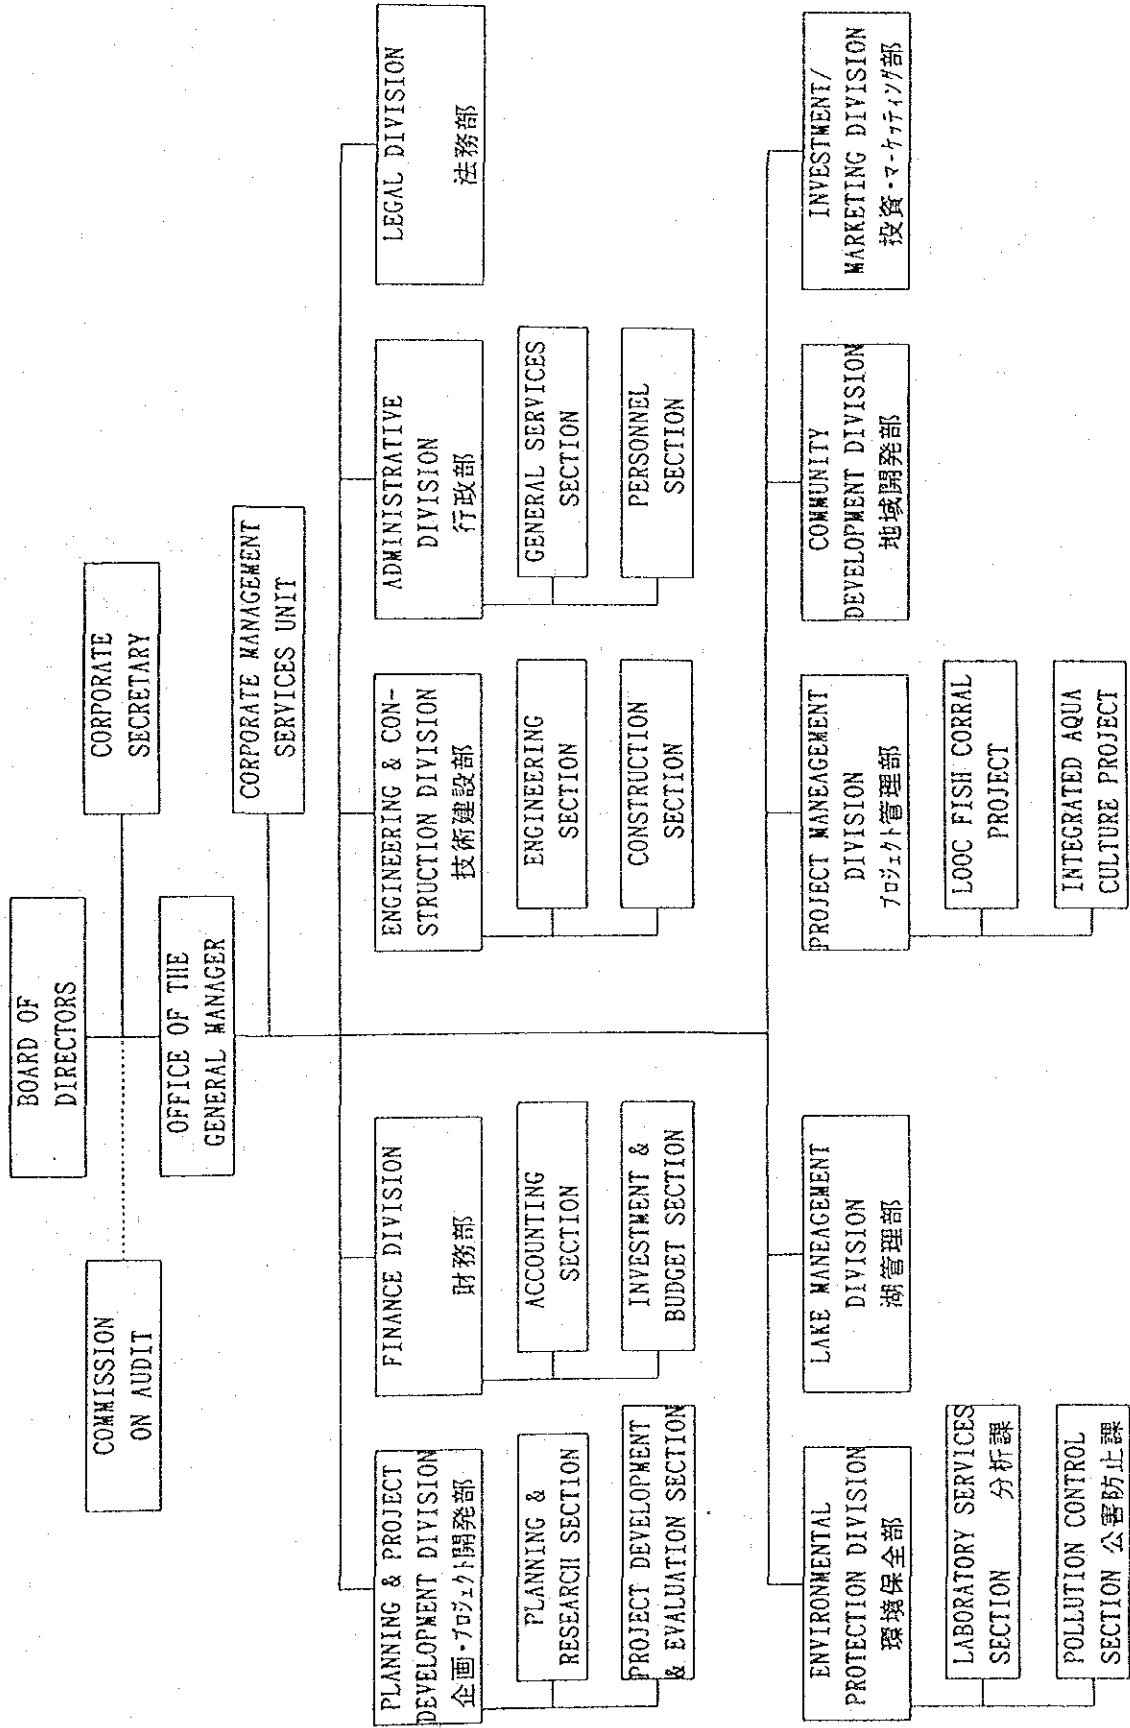 BOARD OF
DIRECTORS
CORPORATE
SECRETARY
COMMISSION
ON AUDIT
OFFICE OF THE
GENERAL MANAGER
CORPORATE MANAGEMENT
SERVICES UNIT
PLANNING & PROJECT
DEVELOPMENT DIVISION
企画・プロジェクト開発部
PLANNING &
RESEARCH SECTION
PROJECT DEVELOPMENT
& EVALUATION SECTION
FINANCE DIVISION
財務部
ACCOUNTING
SECTION
INVESTMENT &
BUDGET SECTION
ENGINEERING & CON-
STRUCTION DIVISION
技術建設部
ENGINEERING
SECTION
CONSTRUCTION
SECTION
ADMINISTRATIVE
DIVISION
行政部
GENERAL SERVICES
SECTION
PERSONNEL
SECTION
LEGAL DIVISION
法務部
ENVIRONMENTAL
PROTECTION DIVISION
環境保全部
LABORATORY SERVICES
SECTION 分析課
POLLUTION CONTROL
SECTION 公害防止課
LAKE MANEAGEMENT
DIVISION
湖管理部
PROJECT MANEAGEMENT
DIVISION
プロジェクト管理部
LOOC FISH CORRAL
PROJECT
INTEGRATED AQUA
CULTURE PROJECT
COMMUNITY
DEVELOPMENT DIVISION
地域開発部
INVESTMENT/
MARKETING DIVISION
投資・マーケッティング部